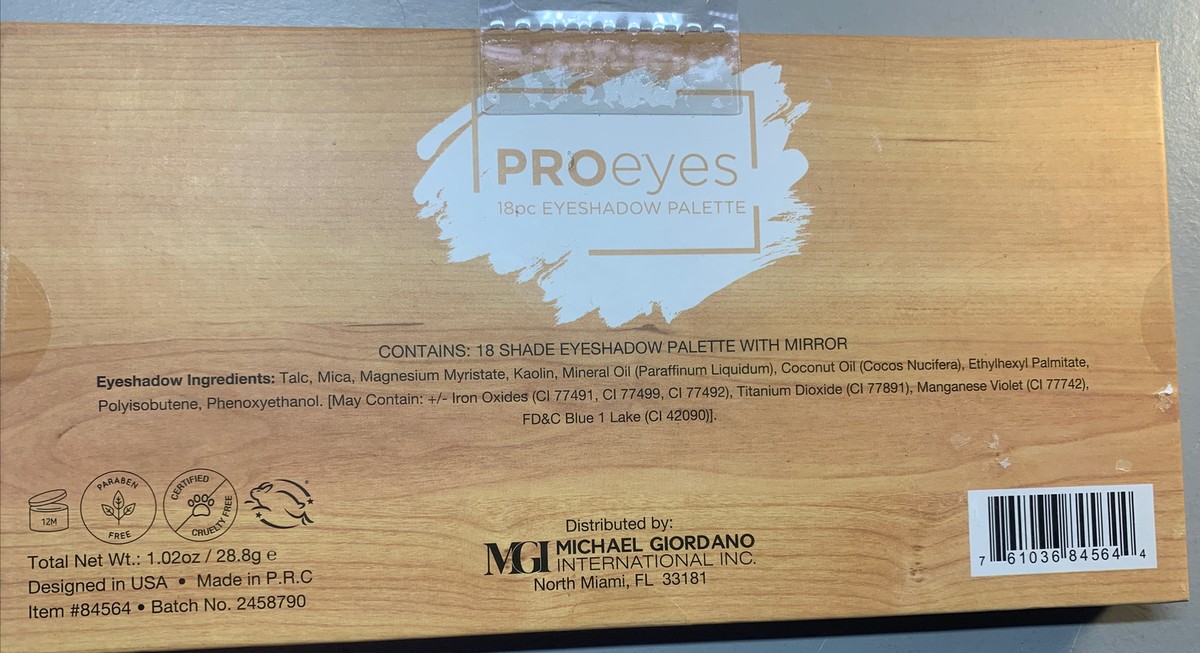 PROeyes
18pc EYESHADOW PALETTE
CONTAINS: 18 SHADE EYESHADOW PALETTE WITH MIRROR
Eyeshadow Ingredients: Talc, Mica, Magnesium Myristate, Kaolin, Mineral Oil (Paraffinum Liquidum), Coconut Oil (Cocos Nucifera), Ethylhexyl Palmitate,
Polyisobutene, Phenoxyethanol. [May Contain: +/- Iron Oxides (CI 77491, CI 77499, CI 77492), Titanium Dioxide (CI 77891), Manganese Violet (CI 77742),
FD&C Blue 1 Lake (CI 42090)].
12M
PARABEN
FREE
CERTIFIED
CRUELTY FREE
Total Net Wt.: 1.02oz / 28.8g e
Designed in USA • Made in P.R.C
Item #84564 • Batch No. 2458790
Distributed by:
MGI MICHAEL GIORDANO
INTERNATIONAL INC.
North Miami, FL 33181
7 61036 84564 4